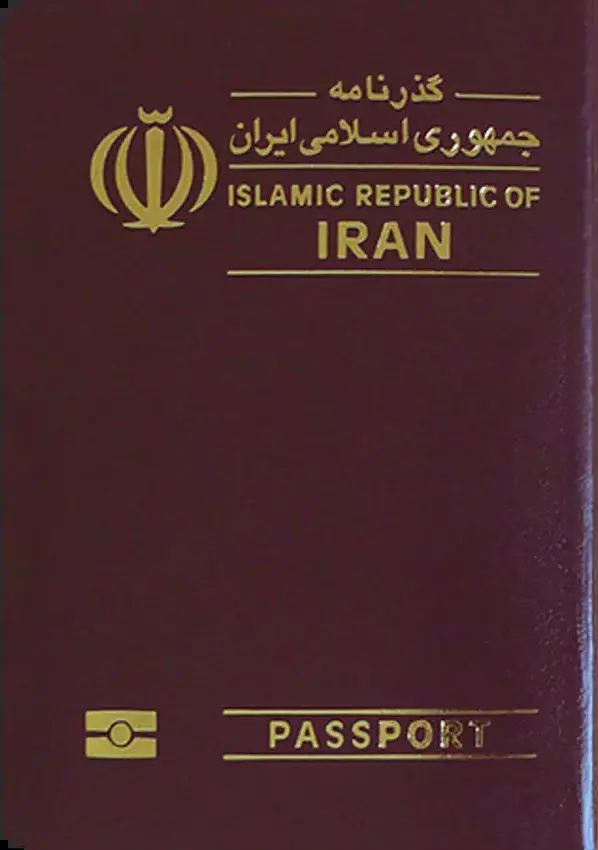 گذرنامه
جمهوری اسلامی ایران
ISLAMIC REPUBLIC OF
IRAN
PASSPORT